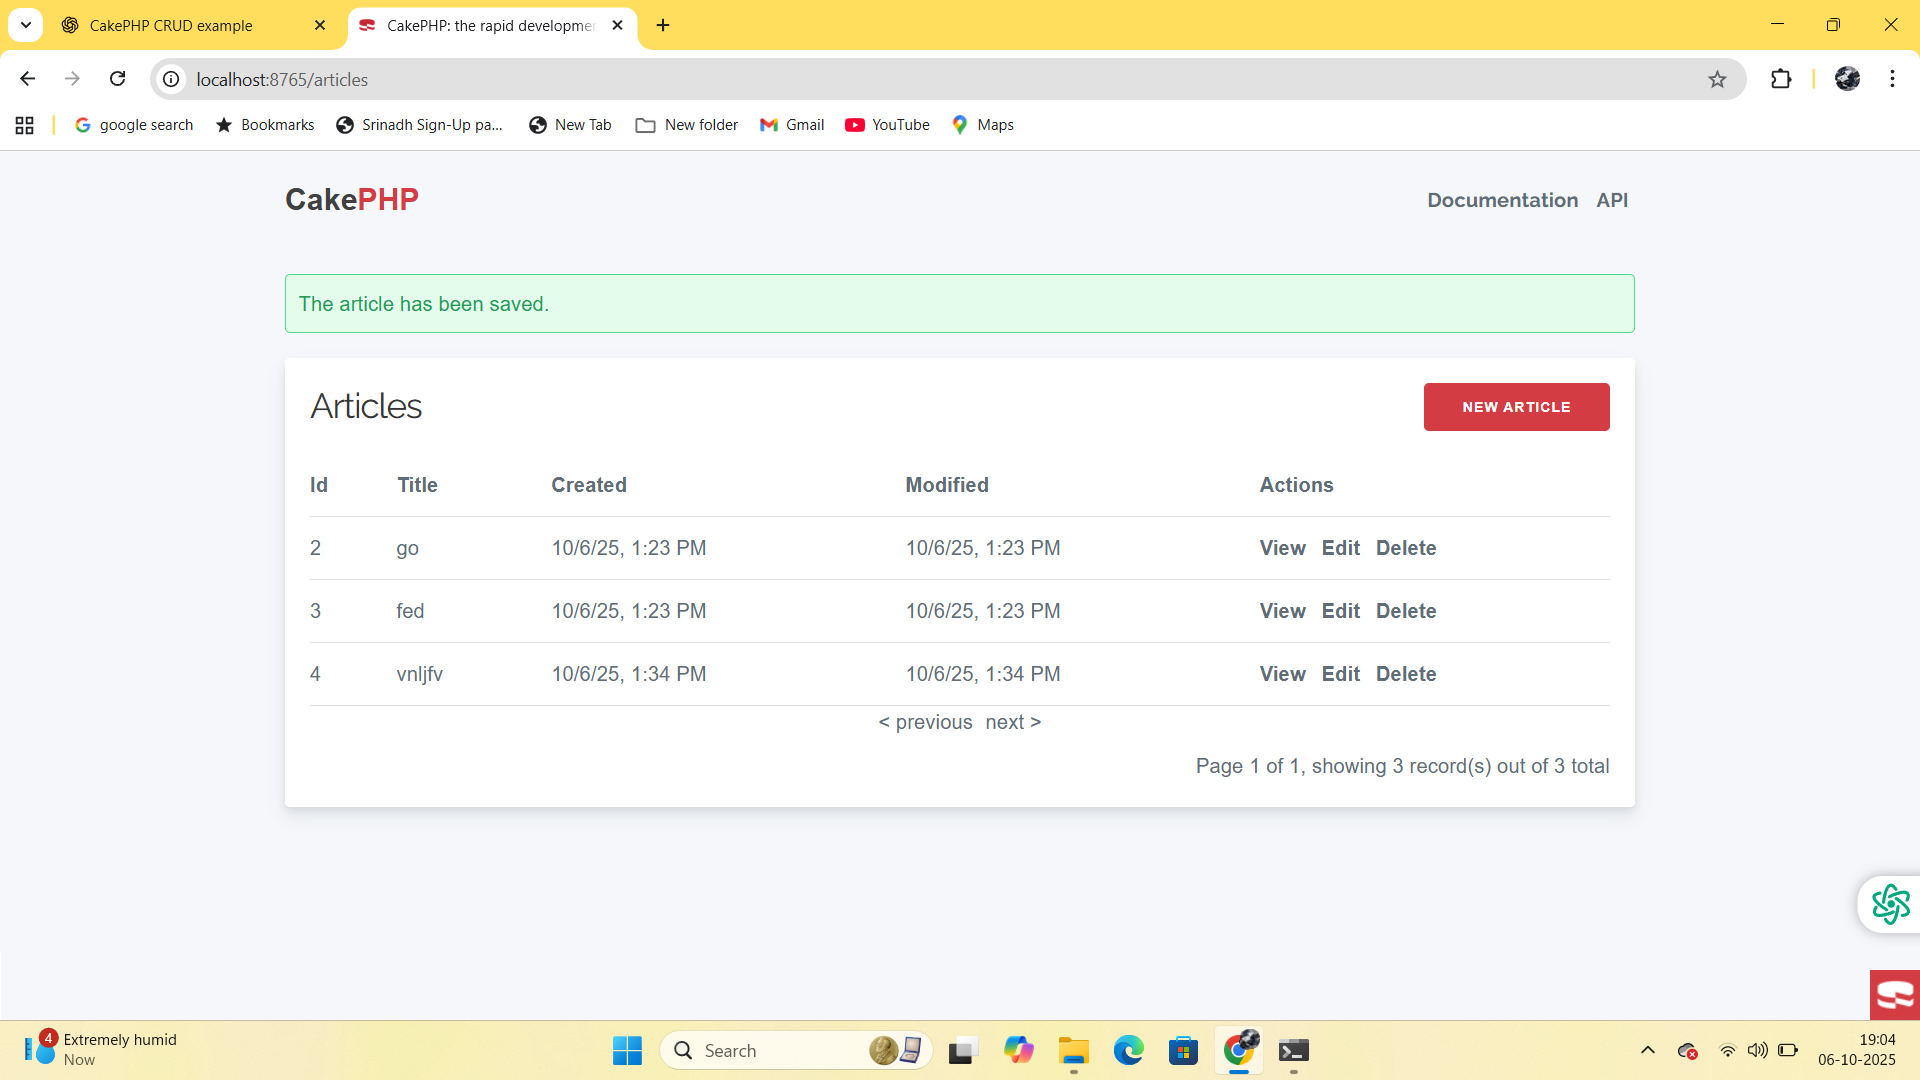 CakePHP CRUD example
CakePHP: the rapid developmen
localhost:8765/articles
google search
Bookmarks
Srinadh Sign-Up pa...
New Tab
New folder
Gmail
YouTube
Maps
CakePHP
Documentation API
The article has been saved.
Articles
NEW ARTICLE
Id Title Created Modified Actions
2 go 10/6/25, 1:23 PM 10/6/25, 1:23 PM View Edit Delete
3 fed 10/6/25, 1:23 PM 10/6/25, 1:23 PM View Edit Delete
4 vnljfv 10/6/25, 1:34 PM 10/6/25, 1:34 PM View Edit Delete
< previous next >
Page 1 of 1, showing 3 record(s) out of 3 total
4
Extremely humid
Now
Search
19:04
06-10-2025